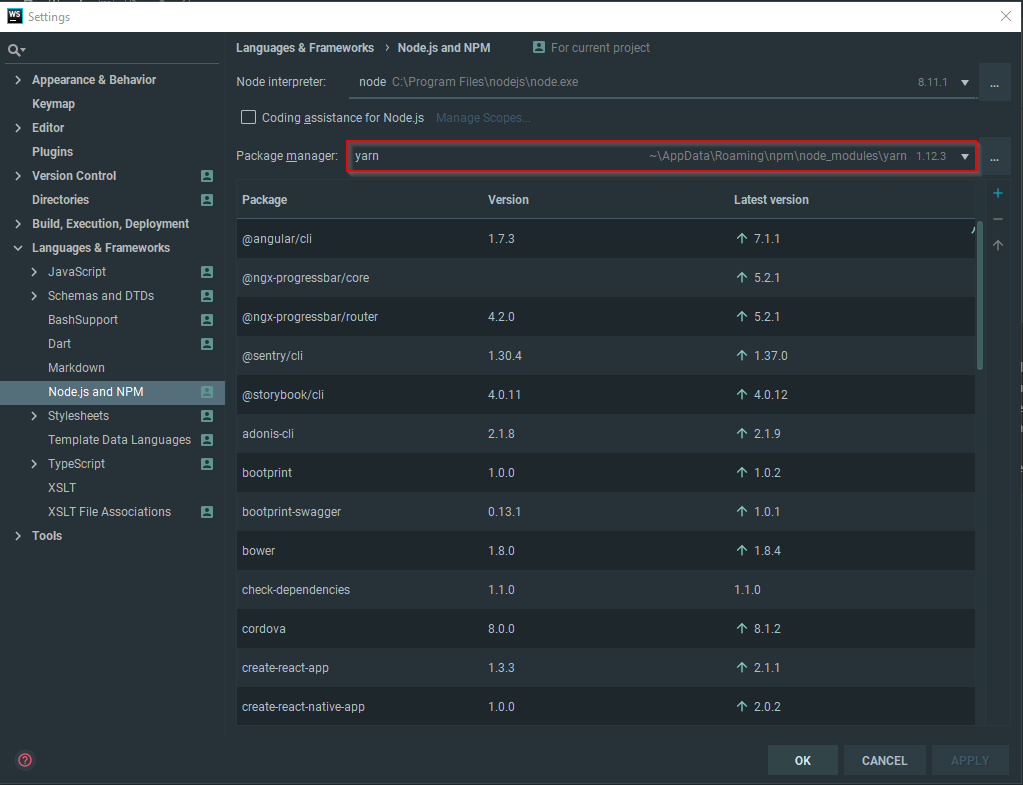 WS Settings
Languages & Frameworks › Node.js and NPM For current project
Node interpreter: node C:\Program Files\nodejs\node.exe 8.11.1 ...
Coding assistance for Node.js Manage Scopes...
Package manager: yarn ~\AppData\Roaming\npm\node_modules\yarn 1.12.3 ...
Appearance & Behavior
Keymap
Editor
Plugins
Version Control
Directories
Build, Execution, Deployment
Languages & Frameworks
JavaScript
Schemas and DTDs
BashSupport
Dart
Markdown
Node.js and NPM
Stylesheets
Template Data Languages
TypeScript
XSLT
XSLT File Associations
Tools
Package Version Latest version
@angular/cli 1.7.3 7.1.1
@ngx-progressbar/core 5.2.1
@ngx-progressbar/router 4.2.0 5.2.1
@sentry/cli 1.30.4 1.37.0
@storybook/cli 4.0.11 4.0.12
adonis-cli 2.1.8 2.1.9
bootprint 1.0.0 1.0.2
bootprint-swagger 0.13.1 1.0.1
bower 1.8.0 1.8.4
check-dependencies 1.1.0 1.1.0
cordova 8.0.0 8.1.2
create-react-app 1.3.3 2.1.1
create-react-native-app 1.0.0 2.0.2
? OK CANCEL APPLY